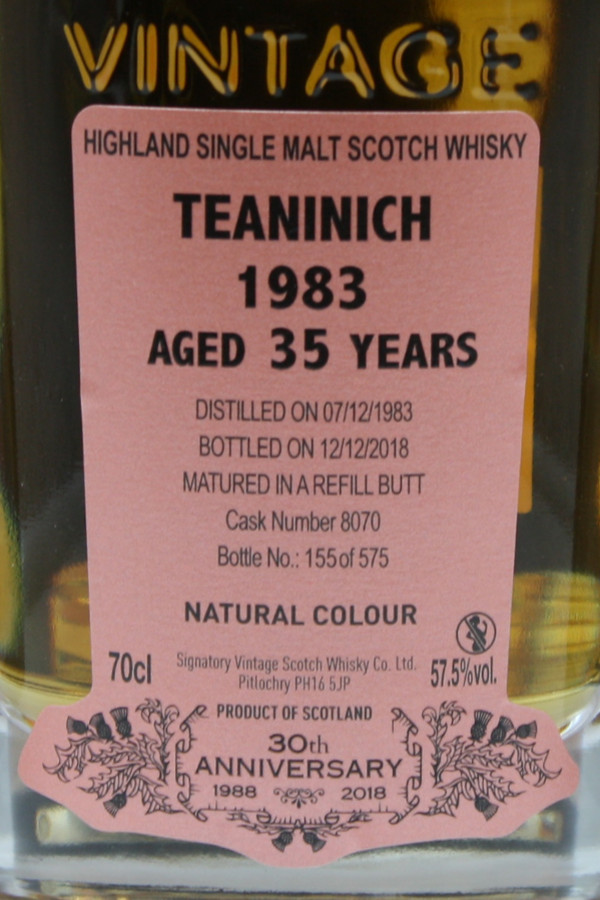 VINTAGE
HIGHLAND SINGLE MALT SCOTCH WHISKY
TEANINICH
1983
AGED 35 YEARS
DISTILLED ON 07/12/1983
BOTTLED ON 12/12/2018
MATURED IN A REFILL BUTT
Cask Number 8070
Bottle No.: 155 of 575
NATURAL COLOUR
70cl
Signatory Vintage Scotch Whisky Co. Ltd.
Pitlochry PH16 5JP
57.5%vol.
PRODUCT OF SCOTLAND
30th
ANNIVERSARY
1988 2018